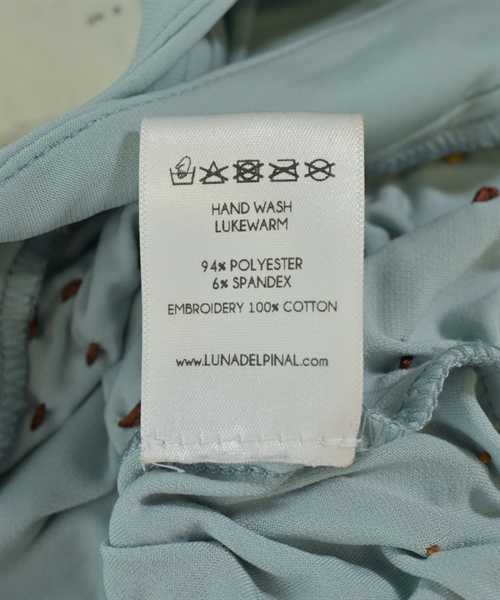 HAND WASH
LUKEWARM
94% POLYESTER
6% SPANDEX
EMBROIDERY 100% COTTON
www.LUNADELPINAL.com